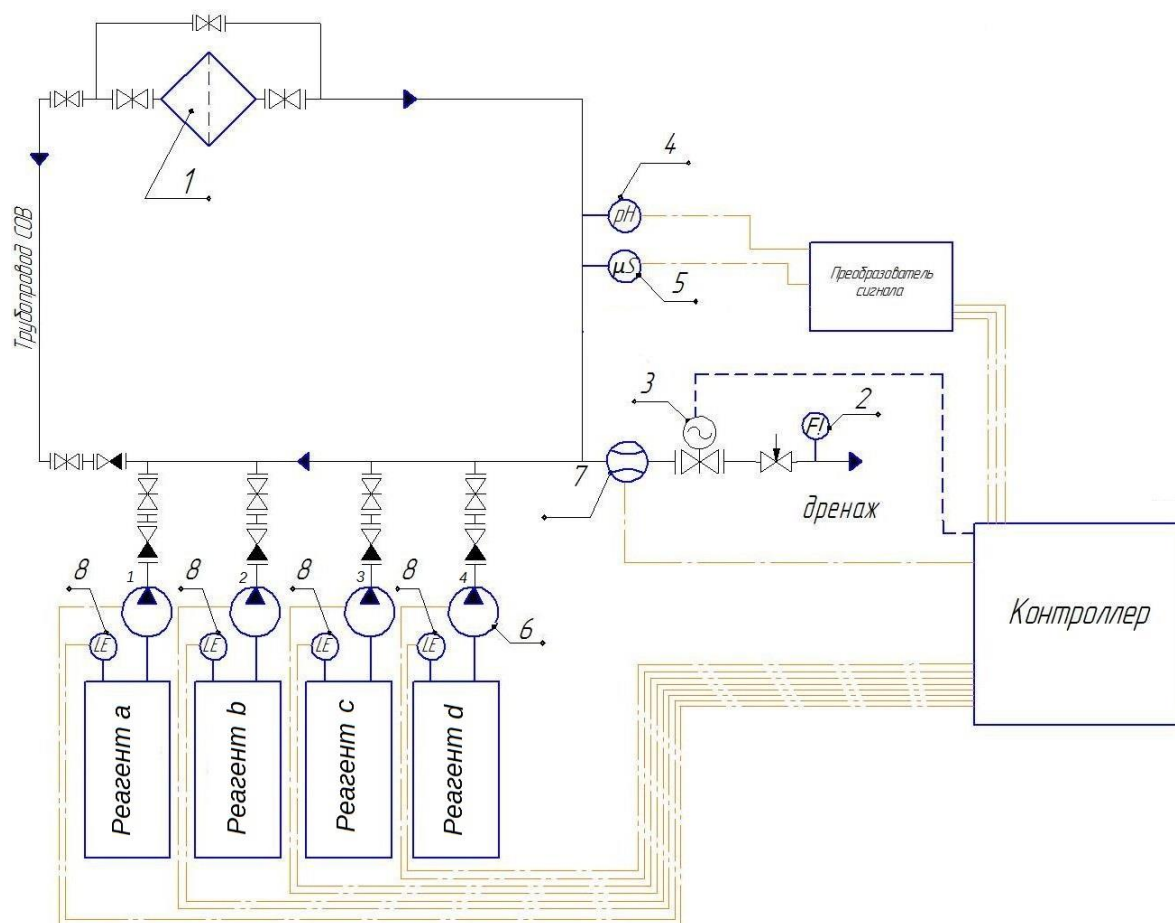 1
4
pH
Трубопровод СОВ
μS
5
Преобразователь
сигнала
3
2
F!
7
дренаж
8
1
8
2
8
3
8
4
6
LE
LE
LE
LE
Контроллер
Реагент a
Реагент b
Реагент c
Реагент d